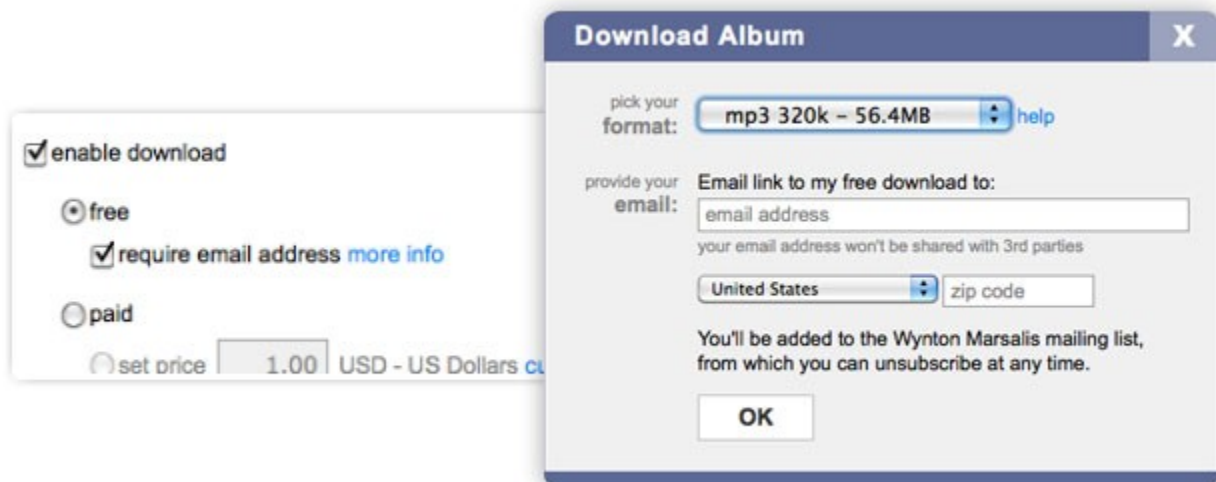 enable download
free
require email address more info
paid
set price 1.00 USD - US Dollars
Download Album X
pick your
format:
mp3 320k - 56.4MB
help
provide your
email:
Email link to my free download to:
email address
your email address won't be shared with 3rd parties
United States
zip code
You'll be added to the Wynton Marsalis mailing list,
from which you can unsubscribe at any time.
OK